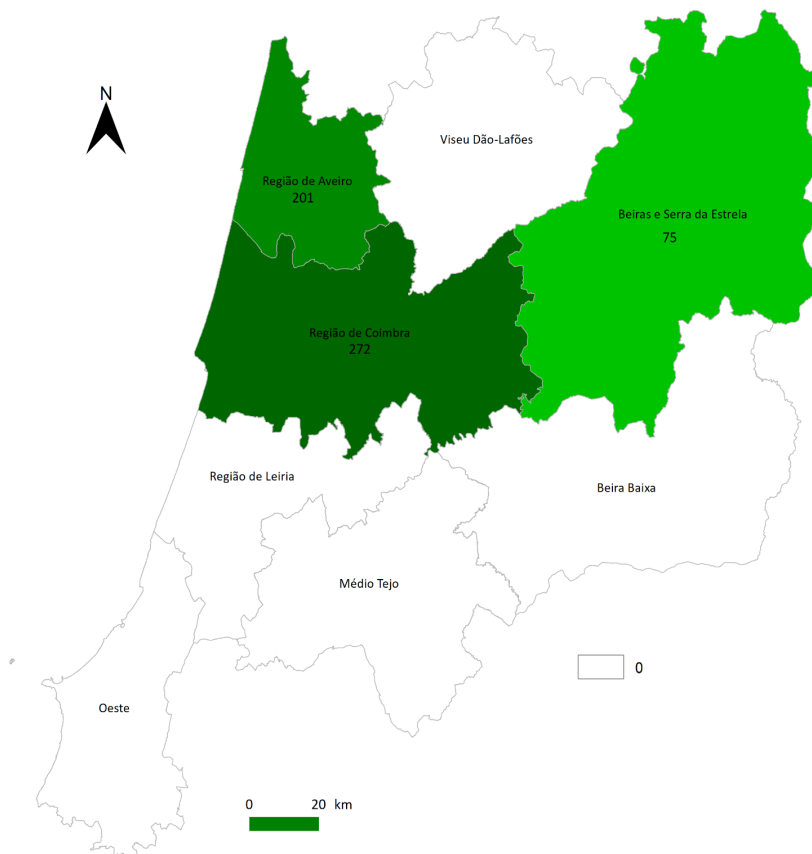 N
Viseu Dão-Lafões
Região de Aveiro
201
Beiras e Serra da Estrela
75
Região de Coimbra
272
Região de Leiria
Beira Baixa
Médio Tejo
0
Oeste
0 20 km